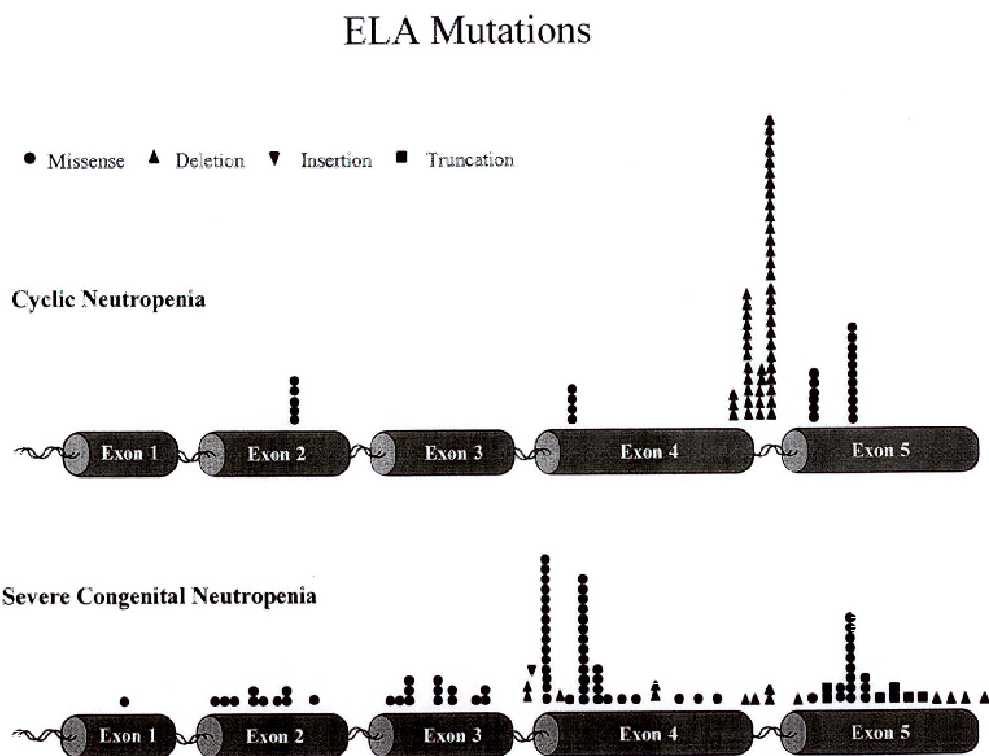 ELA Mutations
Missense Deletion Insertion Truncation
Cyclic Neutropenia
Exon 1 Exon 2 Exon 3 Exon 4 Exon 5
Severe Congenital Neutropenia
Exon 1 Exon 2 Exon 3 Exon 4 Exon 5